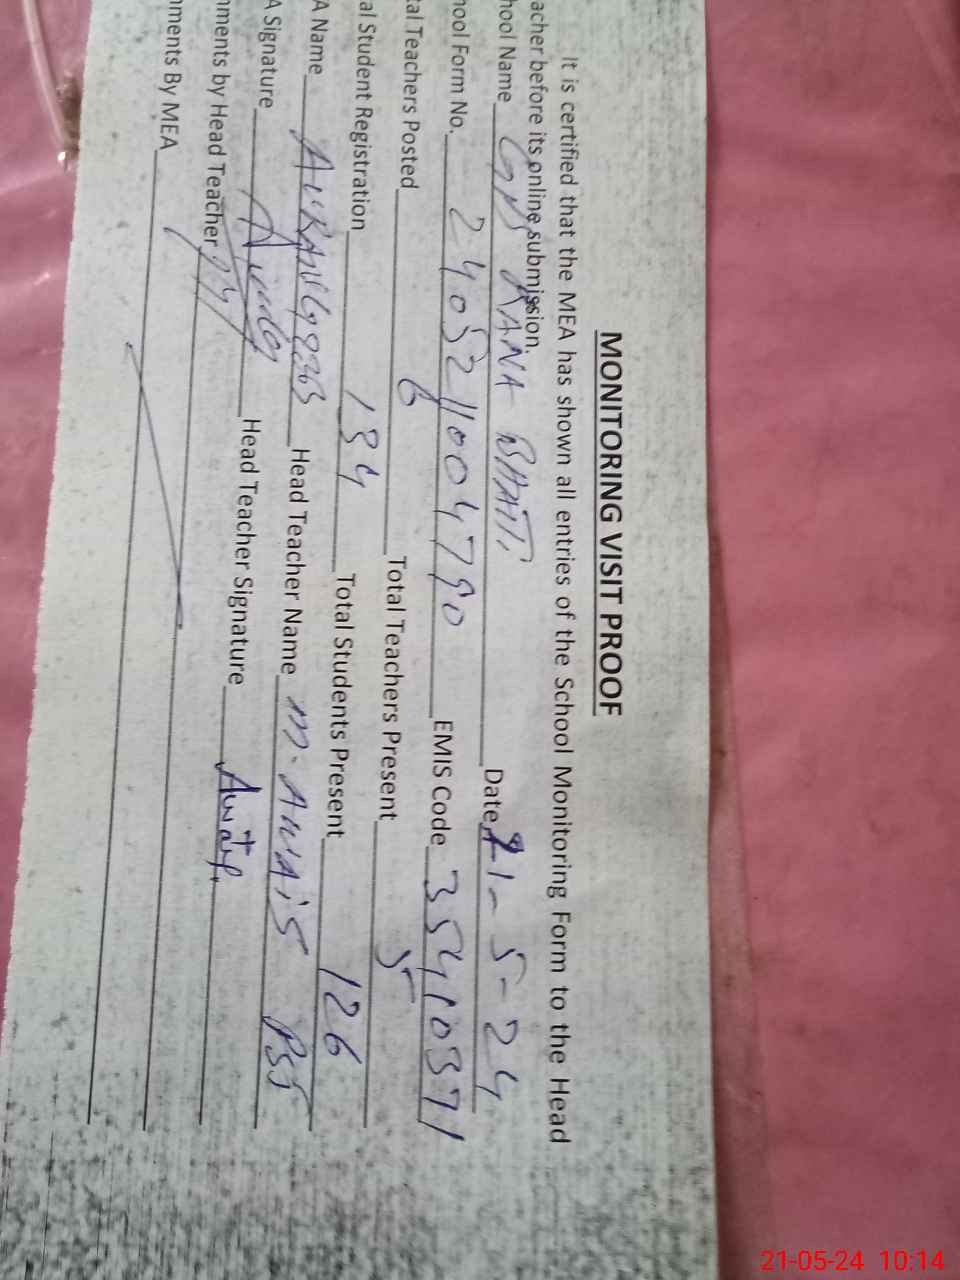 MONITORING VISIT PROOF
It is certified that the MEA has shown all entries of the School Monitoring Form to the Head
acher before its online submission.
hool Name RANA BHATTI Date 21-5-24
hool Form No. 2405211004790 EMIS Code 35410371
tal Teachers Posted 6 Total Teachers Present 5
al Student Registration 134 Total Students Present 126
A Name Head Teacher Name M. AWAIS PST
A Signature Head Teacher Signature
nments by Head Teacher
nments By MEA
21-05-24 10:14